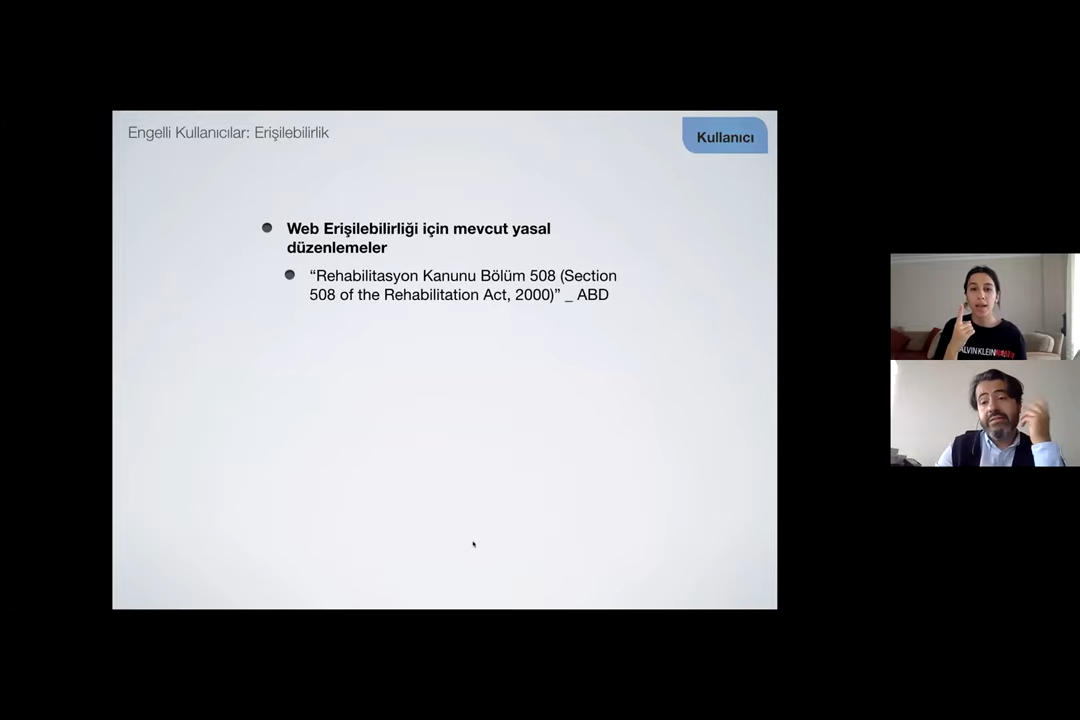 Engelli Kullanıcılar: Erişilebilirlik
Kullanıcı
Web Erişilebilirliği için mevcut yasal
düzenlemeler
“Rehabilitasyon Kanunu Bölüm 508 (Section
508 of the Rehabilitation Act, 2000)” _ ABD
ALVIN KLEIN